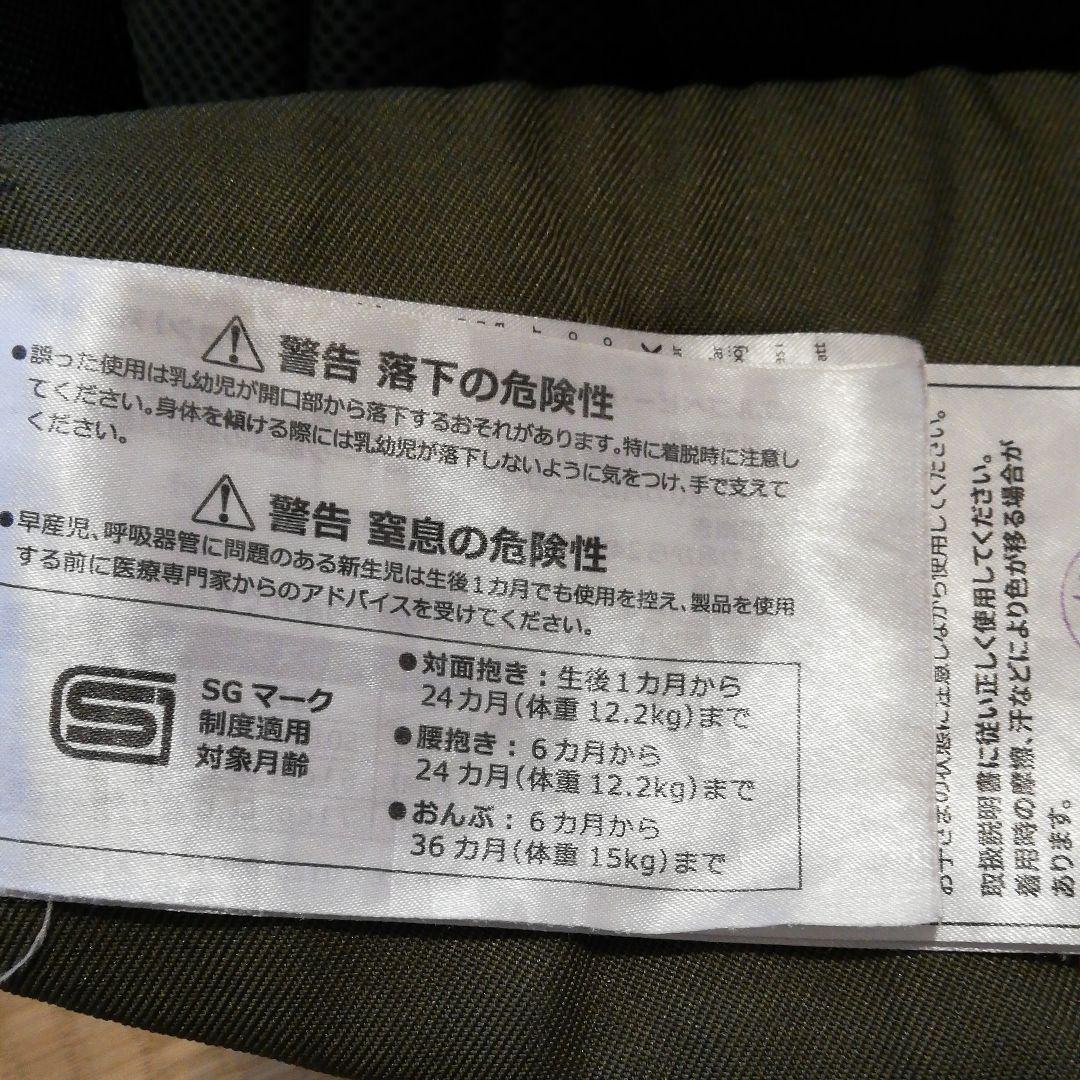 警告 落下の危険性
●誤った使用は乳幼児が開口部から落下するおそれがあります。特に着脱時に注意し
てください。身体を傾ける際には乳幼児が落下しないように気をつけ、手で支えて
ください。
警告 窒息の危険性
●早産児、呼吸器管に問題のある新生児は生後1カ月でも使用を控え、製品を使用
する前に医療専門家からのアドバイスを受けてください。
SG マーク
制度適用
対象月齢
●対面抱き：生後1カ月から
24カ月（体重 12.2kg）まで
●腰抱き：6カ月から
24カ月（体重 12.2kg）まで
●おんぶ：6カ月から
36カ月（体重 15kg）まで
使用してください。
取扱説明書に従い正しく使用してください。
着用時の摩擦、汗などにより色が移る場合が
あります。